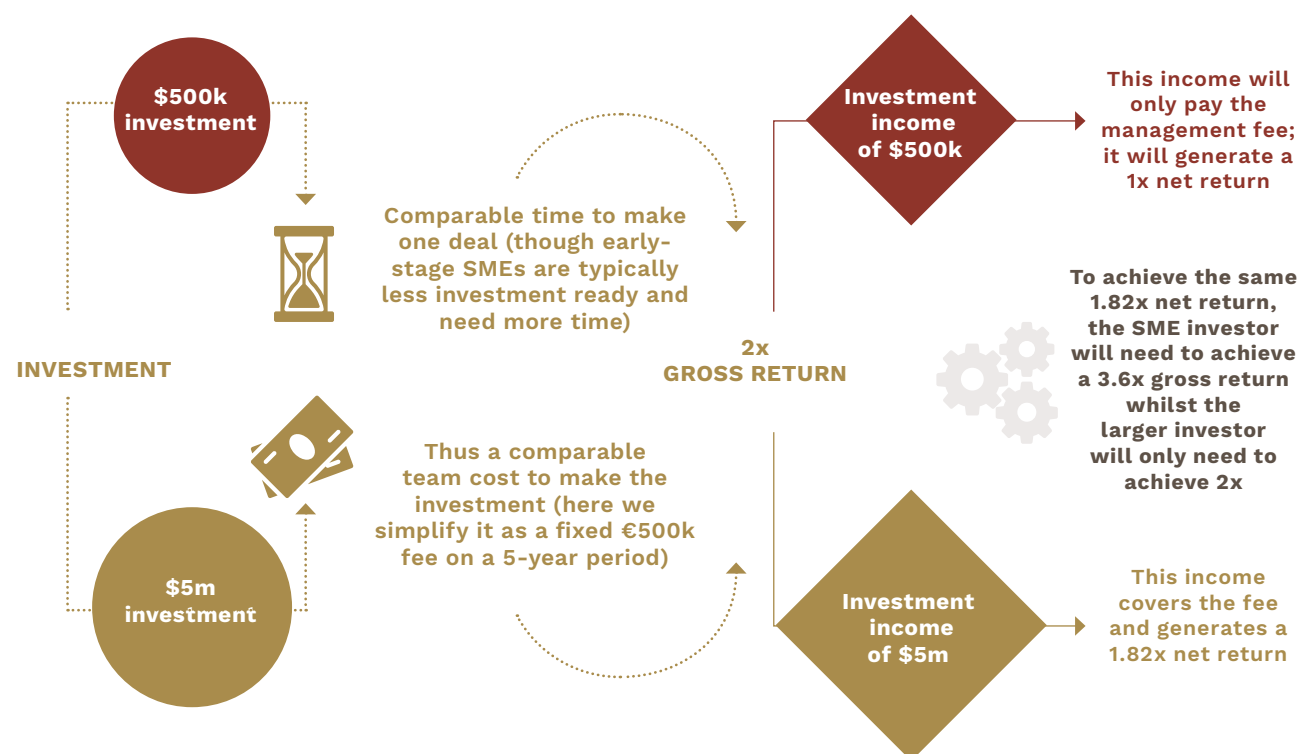 $500k
investment
Investment
income
of $500k
This income will
only pay the
management fee;
it will generate a
1x net return
Comparable time to make
one deal (though early-
stage SMEs are typically
less investment ready and
need more time)
INVESTMENT
2x
GROSS RETURN
To achieve the same
1.82x net return,
the SME investor
will need to achieve
a 3.6x gross return
whilst the
larger investor
will only need to
achieve 2x
Thus a comparable
team cost to make the
investment (here we
simplify it as a fixed €500k
fee on a 5-year period)
$5m
investment
Investment
income
of $5m
This income
covers the fee
and generates a
1.82x net return